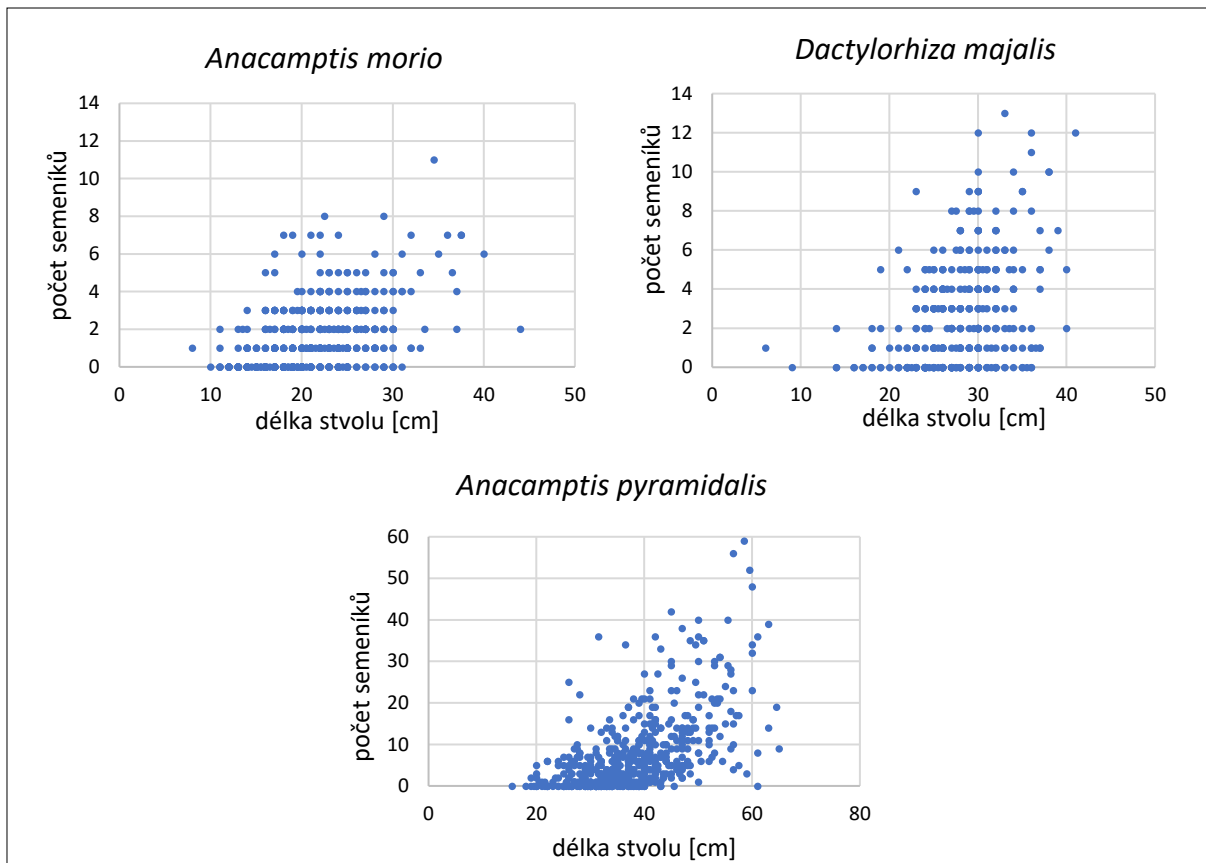 Anacamptis morio
14
12
10
8
6
4
2
0
počet semeníků
0 10 20 30 40 50
délka stvolu [cm]
Dactylorhiza majalis
14
12
10
8
6
4
2
0
počet semeníků
0 10 20 30 40 50
délka stvolu [cm]
Anacamptis pyramidalis
60
50
40
30
20
10
0
počet semeníků
0 20 40 60 80
délka stvolu [cm]